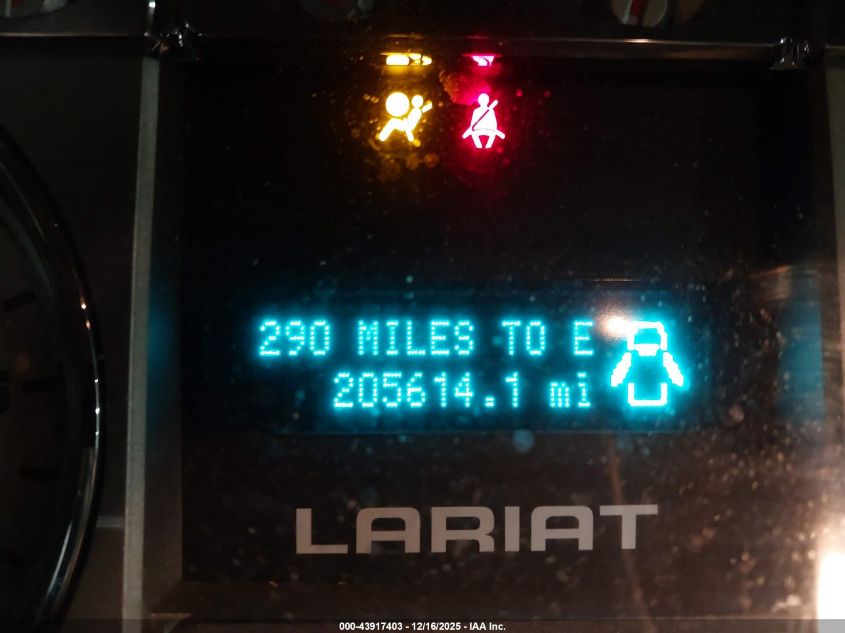 290 MILES TO E
205614.1 mi
LARIAT
000-43917403 - 12/16/2025 - IAA Inc.